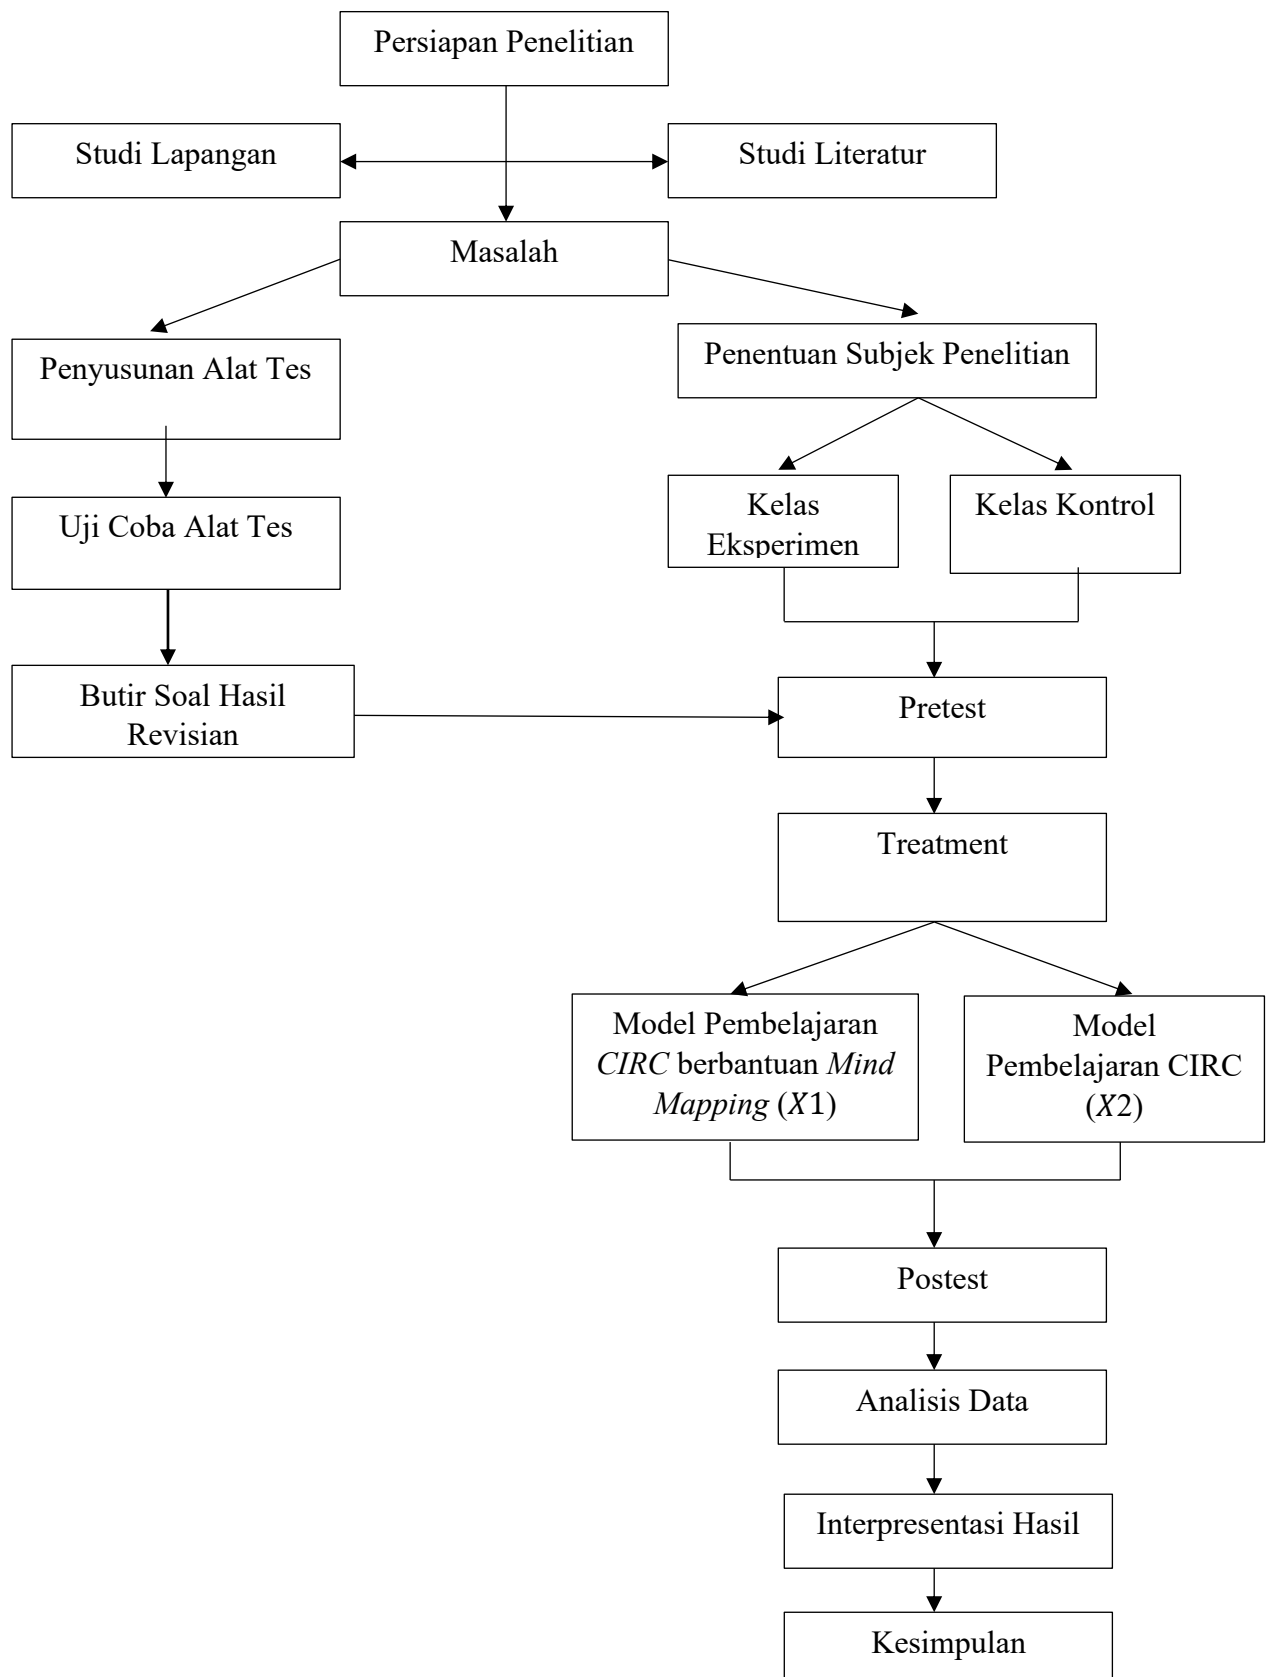 Persiapan Penelitian
Studi Lapangan
Studi Literatur
Masalah
Penyusunan Alat Tes
Penentuan Subjek Penelitian
Uji Coba Alat Tes
Kelas
Eksperimen
Kelas Kontrol
Butir Soal Hasil
Revisian
Pretest
Treatment
Model Pembelajaran
CIRC berbantuan Mind
Mapping (X1)
Model
Pembelajaran CIRC
(X2)
Postest
Analisis Data
Interpresentasi Hasil
Kesimpulan